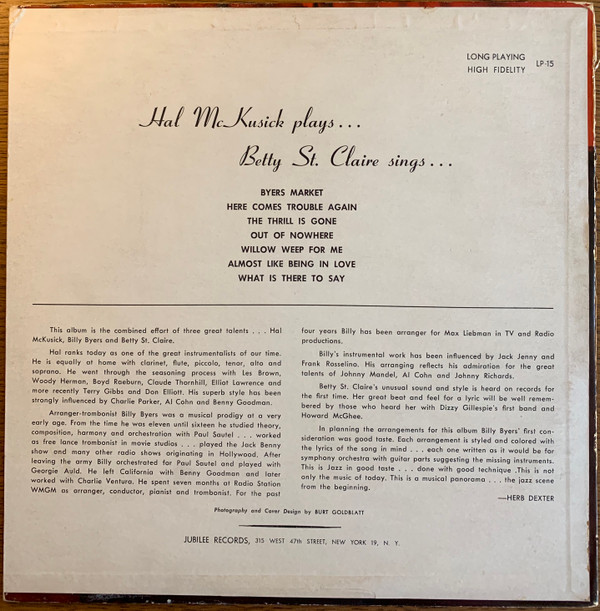 LONG PLAYING
HIGH FIDELITY
LP-15
Hal McKusick plays...
Betty St. Claire sings...
BYERS MARKET
HERE COMES TROUBLE AGAIN
THE THRILL IS GONE
OUT OF NOWHERE
WILLOW WEEP FOR ME
ALMOST LIKE BEING IN LOVE
WHAT IS THERE TO SAY
This album is the combined effort of three great talents . . . Hal
McKusick, Billy Byers and Betty St. Claire.
Hal ranks today as one of the great instrumentalists of our time.
He is equally at home with clarinet, flute, piccolo, tenor, alto and
soprano. He went through the seasoning process with Les Brown,
Woody Herman, Boyd Raeburn, Claude Thornhill, Elliot Lawrence and
more recently Terry Gibbs and Don Elliott. His superb style has been
strongly influenced by Charlie Parker, Al Cohn and Benny Goodman.
Arranger-trombonist Billy Byers was a musical prodigy at a very
early age. From the time he was eleven until sixteen he studied theory,
composition, harmony and orchestration with Paul Sautel . . . worked
as free lance trombonist in movie studios . . . played the Jack Benny
show and many other radio shows originating in Hollywood. After
leaving the army Billy orchestrated for Paul Sautel and played with
Georgie Auld. He left California with Benny Goodman and later
worked with Charlie Ventura. He spent seven months at Radio Station
WMGM as arranger, conductor, pianist and trombonist. For the past
four years Billy has been arranger for Max Liebman in TV and Radio
productions.
Billy's instrumental work has been influenced by Jack Jenny and
Frank Rosselino. His arranging reflects his admiration for the great
talents of Johnny Mandel, Al Cohn and Johnny Richards.
Betty St. Claire's unusual sound and style is heard on records for
the first time. Her great beat and feel for a lyric will be well remem-
bered by those who heard her with Dizzy Gillespie's first band and
Howard McGhee.
In planning the arrangements for this album Billy Byers' first con-
sideration was good taste. Each arrangement is styled and colored with
the lyrics of the song in mind . . . each one written as it would be for
symphony orchestra with guitar parts suggesting the missing instruments.
This is Jazz in good taste . . . done with good technique .This is not
only the music of today. This is a musical panorama . . . the jazz scene
from the beginning.
—HERB DEXTER
Photography and Cover Design by BURT GOLDBLATT
JUBILEE RECORDS, 315 WEST 47th STREET, NEW YORK 19, N. Y.